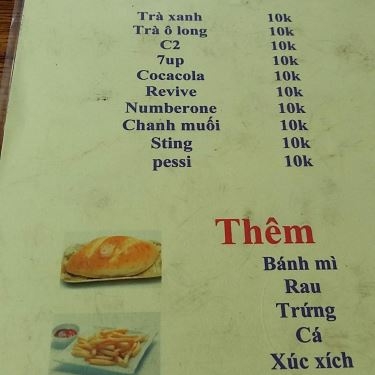 Trà xanh 10k
Trà ô long 10k
C2 10k
7up 10k
Cocacola 10k
Revive 10k
Numberone 10k
Chanh muối 10k
Sting 10k
pessi 10k
Thêm
Bánh mì
Rau
Trứng
Cá
Xúc xích